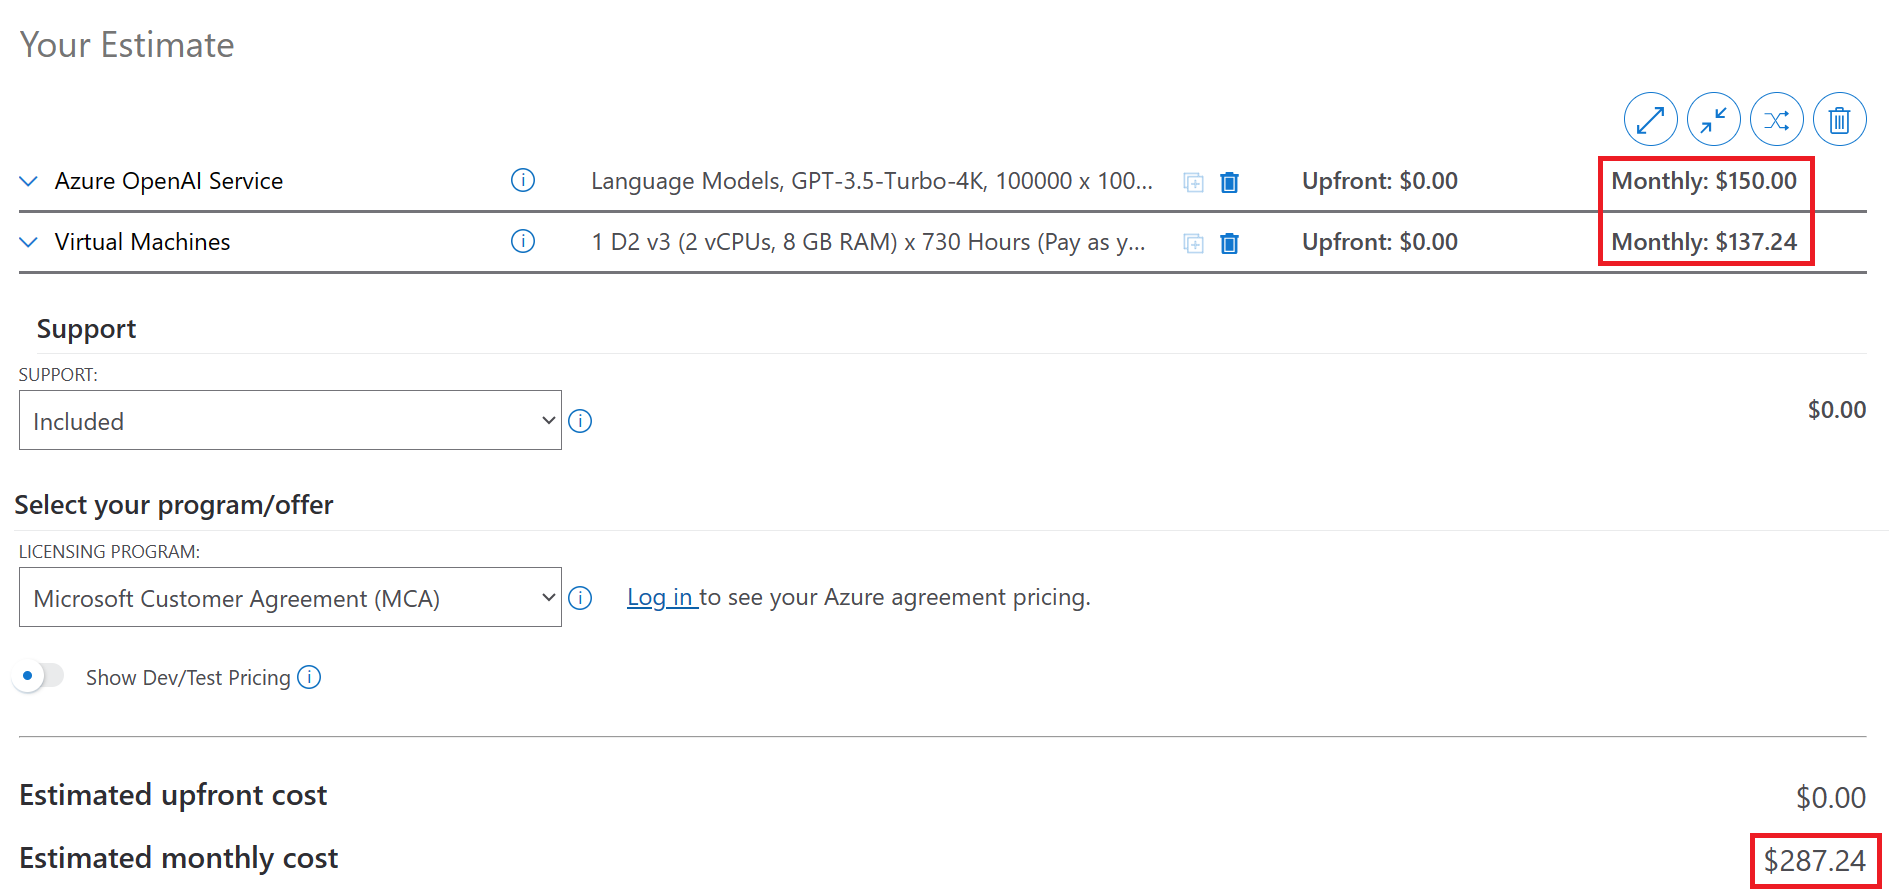 Your Estimate
Azure OpenAI Service Language Models, GPT-3.5-Turbo-4K, 100000 x 100... Upfront: $0.00 Monthly: $150.00
Virtual Machines 1 D2 v3 (2 vCPUs, 8 GB RAM) x 730 Hours (Pay as y... Upfront: $0.00 Monthly: $137.24
Support
SUPPORT:
Included $0.00
Select your program/offer
LICENSING PROGRAM:
Microsoft Customer Agreement (MCA) Log in to see your Azure agreement pricing.
Show Dev/Test Pricing
Estimated upfront cost $0.00
Estimated monthly cost $287.24